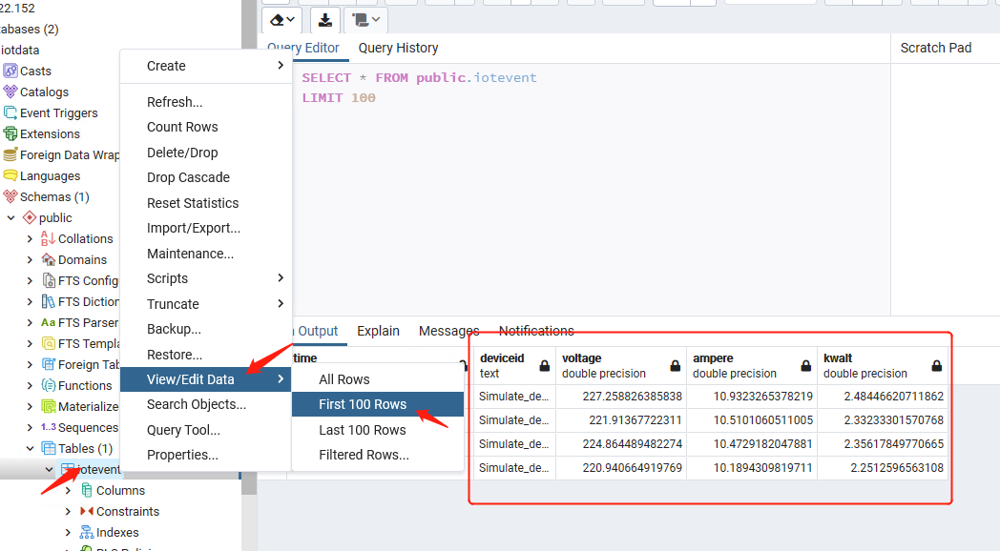 22.152
tabases (2)
iotdata
Casts
Catalogs
Event Triggers
Extensions
Foreign Data Wrap
Languages
Schemas (1)
public
Collations
Domains
FTS Config
FTS Diction
Aa FTS Parser
FTS Templa
Foreign Tab
Functions
Materialize
1..3 Sequences
Tables (1)
iotevent
Columns
Constraints
Indexes
Create
Refresh...
Count Rows
Delete/Drop
Drop Cascade
Reset Statistics
Import/Export...
Maintenance...
Scripts
Truncate
Backup...
Restore...
View/Edit Data
Search Objects...
Query Tool...
Properties...
All Rows
First 100 Rows
Last 100 Rows
Filtered Rows...
Query Editor Query History
Scratch Pad
SELECT * FROM public.iotevent
LIMIT 100
Output Explain Messages Notifications
time deviceid voltage ampere kwalt
text double precision double precision double precision
Simulate_de... 227.258826385838 10.9323265378219 2.48446620711862
Simulate_de... 221.91367722311 10.5101060511005 2.33233301570768
Simulate_de... 224.864489482274 10.4729182047881 2.35617849770665
Simulate_de... 220.940664919769 10.1894309819711 2.2512596563108